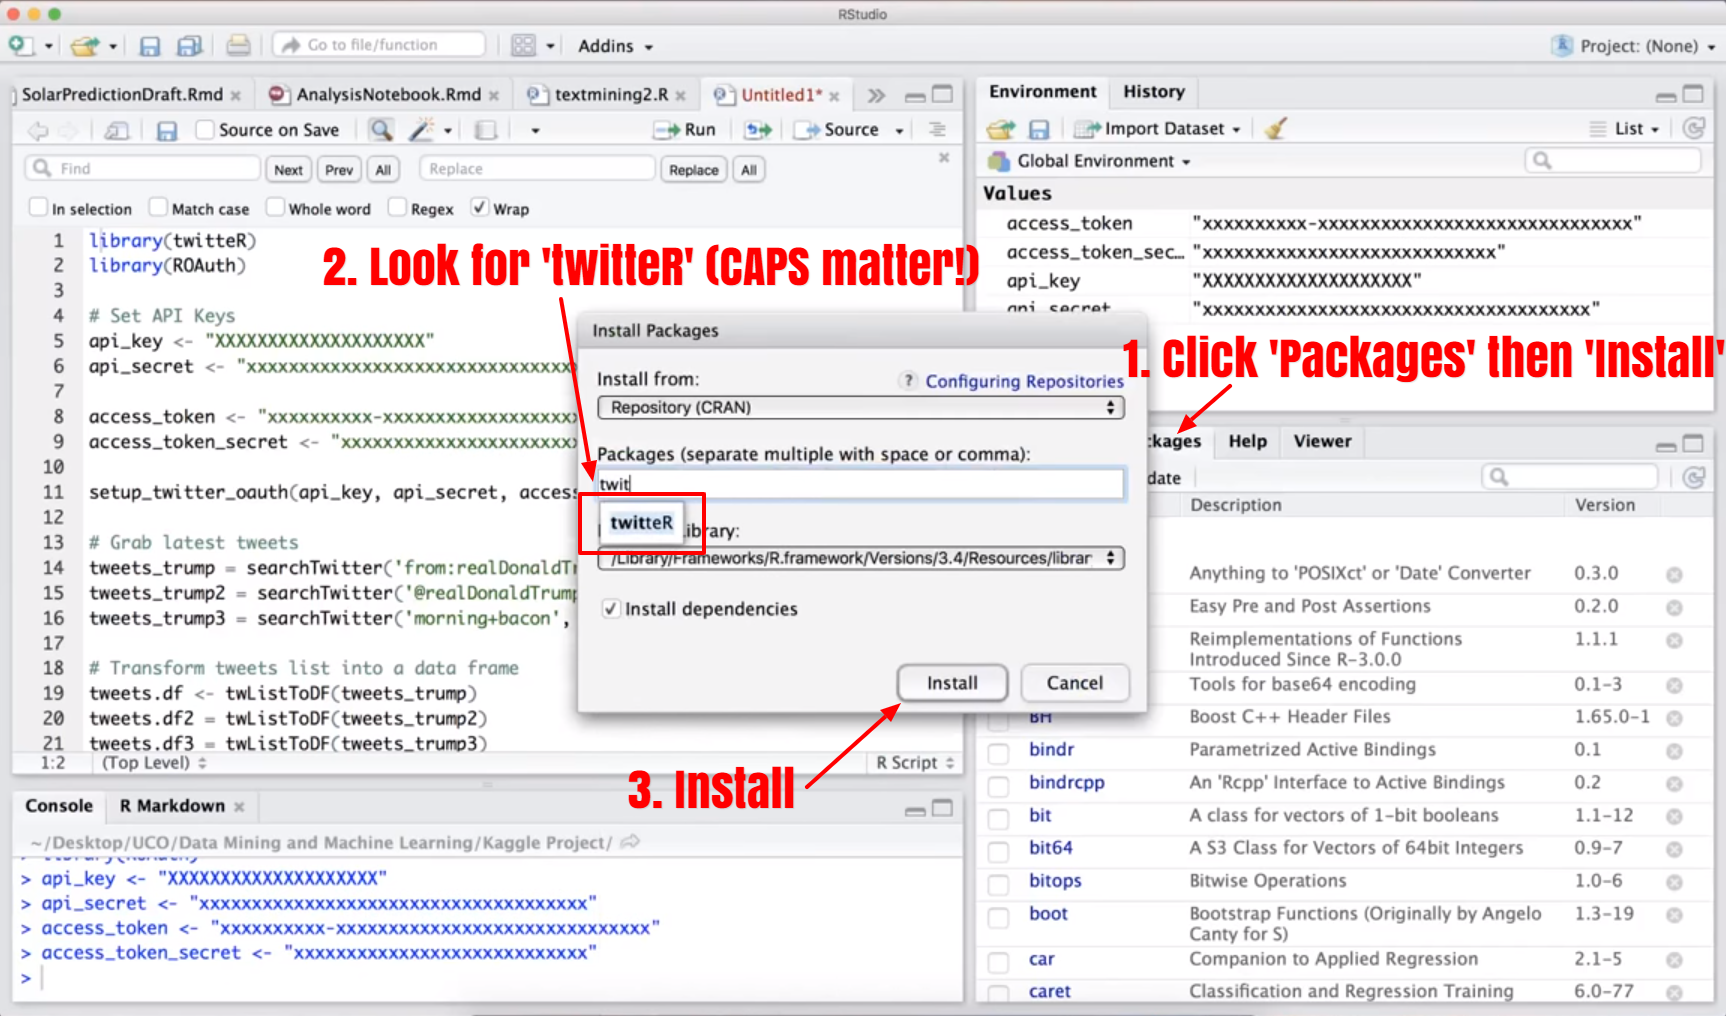 RStudio
Go to file/function
Addins
Project: (None)
SolarPredictionDraft.Rmd
AnalysisNotebook.Rmd
textmining2.R
Untitled1*
Source on Save
Run
Source
Find
Next
Prev
All
Replace
Replace
All
In selection
Match case
Whole word
Regex
Wrap
1 library(twitteR)
2 library(ROAuth)
3
4 # Set API Keys
5 api_key <- "XXXXXXXXXXXXXXXXXXXX"
6 api_secret <- "xxxxxxxxxxxxxxxxxxxxxxxxxxxxxxx
7
8 access_token <- "xxxxxxxxxx-xxxxxxxxxxxxxxxxxx
9 access_token_secret <- "xxxxxxxxxxxxxxxxxxxxxx
10
11 setup_twitter_oauth(api_key, api_secret, acces
12
13 # Grab latest tweets
14 tweets_trump = searchTwitter('from:realDonaldTr
15 tweets_trump2 = searchTwitter('@realDonaldTrump
16 tweets_trump3 = searchTwitter('morning+bacon',
17
18 # Transform tweets list into a data frame
19 tweets.df <- twListToDF(tweets_trump)
20 tweets.df2 = twListToDF(tweets_trump2)
21 tweets.df3 = twListToDF(tweets_trump3)
1:2
(Top Level)
R Script
2. Look for 'twitteR' (CAPS matter!)
Install Packages
Install from:
? Configuring Repositories
Repository (CRAN)
Packages (separate multiple with space or comma):
twit
twitteR
ibrary:
/Library/Frameworks/R.framework/Versions/3.4/Resources/librar
Install dependencies
Install
Cancel
3. Install
Console
R Markdown
~/Desktop/UCO/Data Mining and Machine Learning/Kaggle Project/
> library(ROAuth)
> api_key <- "XXXXXXXXXXXXXXXXXXXX"
> api_secret <- "xxxxxxxxxxxxxxxxxxxxxxxxxxxxxxxxxxxxx"
> access_token <- "xxxxxxxxxx-xxxxxxxxxxxxxxxxxxxxxxxxxxxxxx"
> access_token_secret <- "xxxxxxxxxxxxxxxxxxxxxxxxxxxx"
>
Environment
History
Import Dataset
List
Global Environment
Values
access_token "xxxxxxxxxx-xxxxxxxxxxxxxxxxxxxxxxxxxxxxxx"
access_token_sec… "xxxxxxxxxxxxxxxxxxxxxxxxxxxx"
api_key "XXXXXXXXXXXXXXXXXXXX"
api_secret "xxxxxxxxxxxxxxxxxxxxxxxxxxxxxxxxxxxxx"
1. Click 'Packages' then 'Install'
ckages
Help
Viewer
date
Description
Version
Anything to 'POSIXct' or 'Date' Converter 0.3.0
Easy Pre and Post Assertions 0.2.0
Reimplementations of Functions 1.1.1
Introduced Since R-3.0.0
Tools for base64 encoding 0.1-3
BH Boost C++ Header Files 1.65.0-1
bindr Parametrized Active Bindings 0.1
bindrcpp An 'Rcpp' Interface to Active Bindings 0.2
bit A class for vectors of 1-bit booleans 1.1-12
bit64 A S3 Class for Vectors of 64bit Integers 0.9-7
bitops Bitwise Operations 1.0-6
boot Bootstrap Functions (Originally by Angelo 1.3-19
Canty for S)
car Companion to Applied Regression 2.1-5
caret Classification and Regression Training 6.0-77